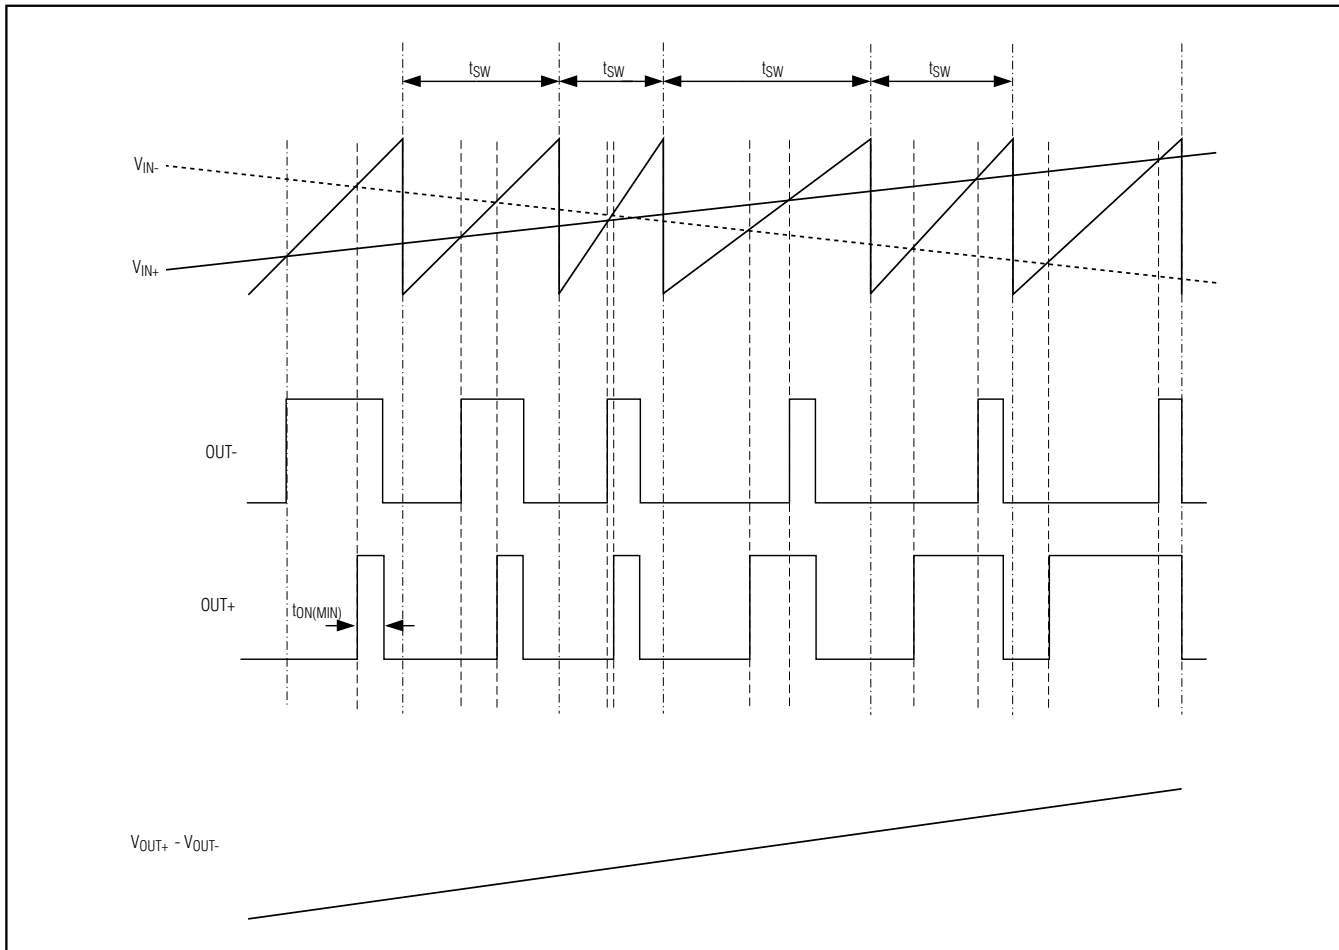 tSW tSW tSW tSW
VIN-
VIN+
OUT-
OUT+
tON(MIN)
VOUT+ - VOUT-